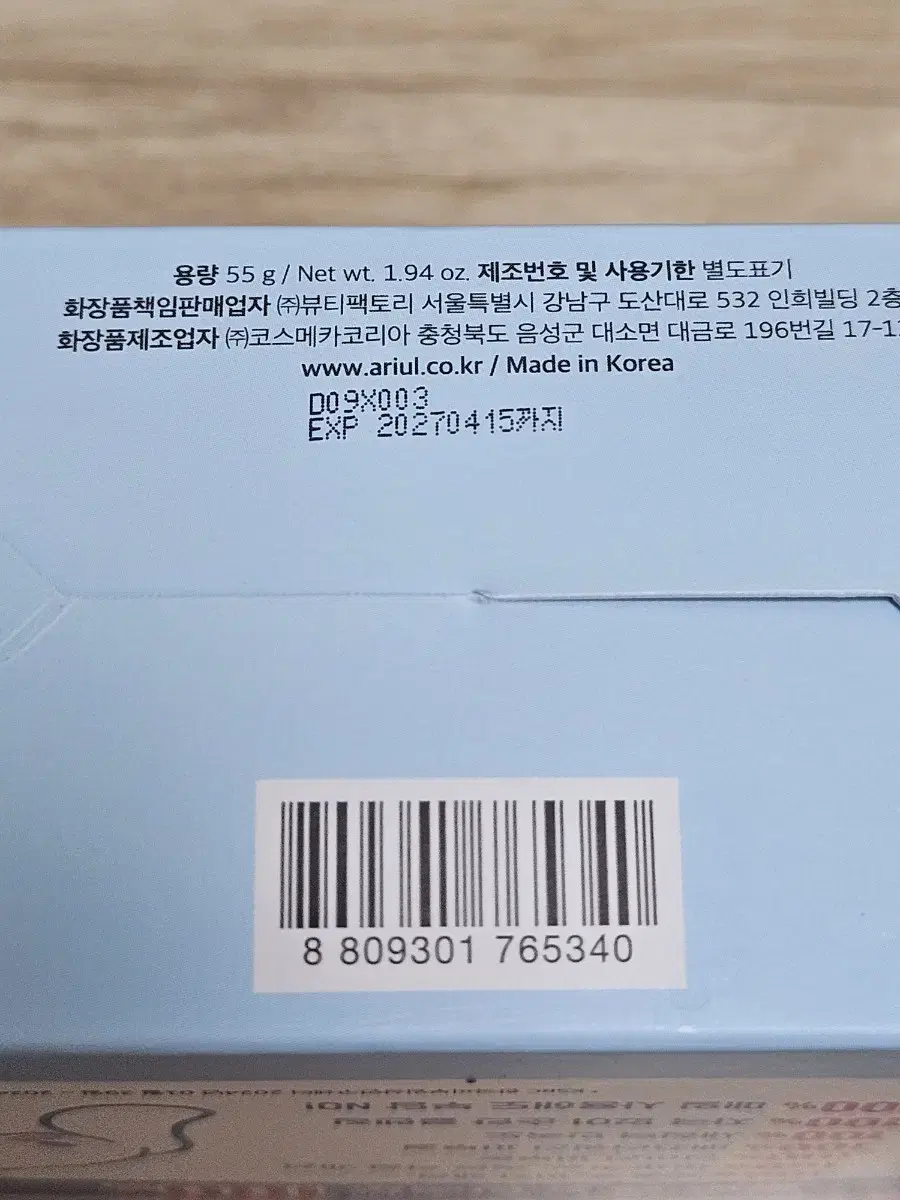 용량 55 g / Net wt. 1.94 oz. 제조번호 및 사용기한 별도표기
화장품책임판매업자 ㈜뷰티팩토리 서울특별시 강남구 도산대로 532 인희빌딩 2층
화장품제조업자 ㈜코스메카코리아 충청북도 음성군 대소면 대금로 196번길
www.ariul.co.kr / Made in Korea
D09X003
EXP 20270415까지
8 809301 765340